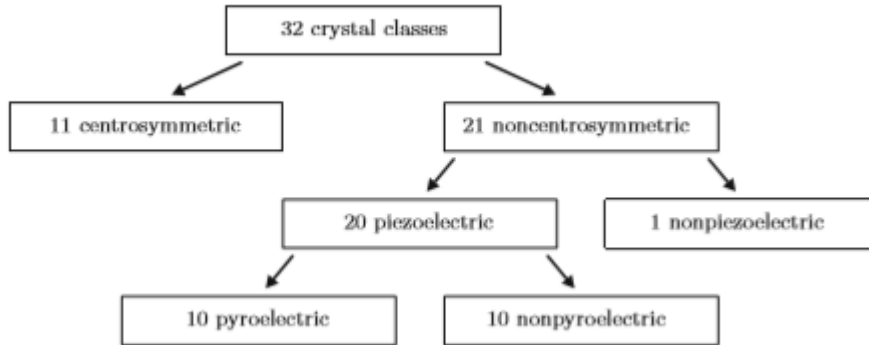 32 crystal classes
11 centrosymmetric
21 noncentrosymmetric
20 piezoelectric
1 nonpiezoelectric
10 pyroelectric
10 nonpyroelectric